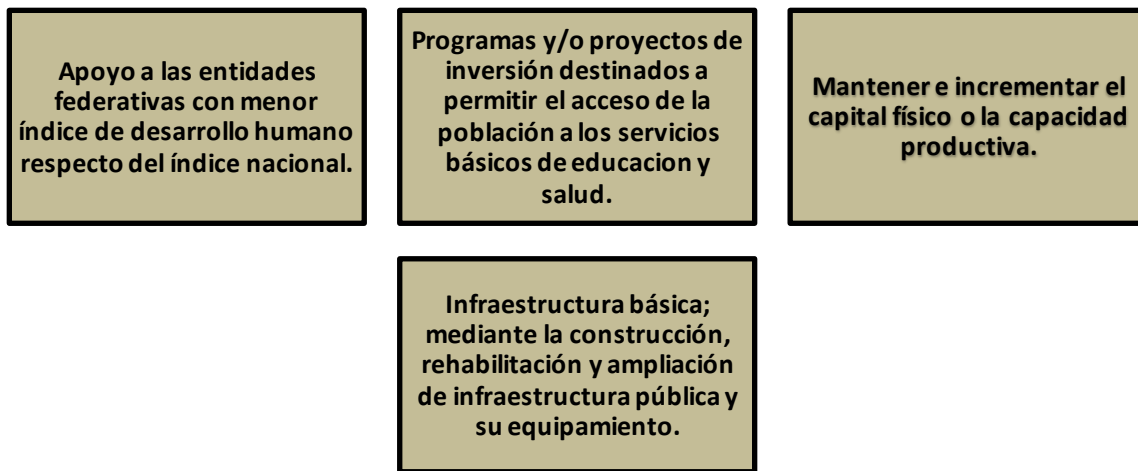 Apoyo a las entidades
federativas con menor
índice de desarrollo humano
respecto del índice nacional.
Programas y/o proyectos de
inversión destinados a
permitir el acceso de la
población a los servicios
básicos de educacion y
salud.
Mantener e incrementar el
capital físico o la capacidad
productiva.
Infraestructura básica;
mediante la construcción,
rehabilitación y ampliación
de infraestructura pública y
su equipamiento.